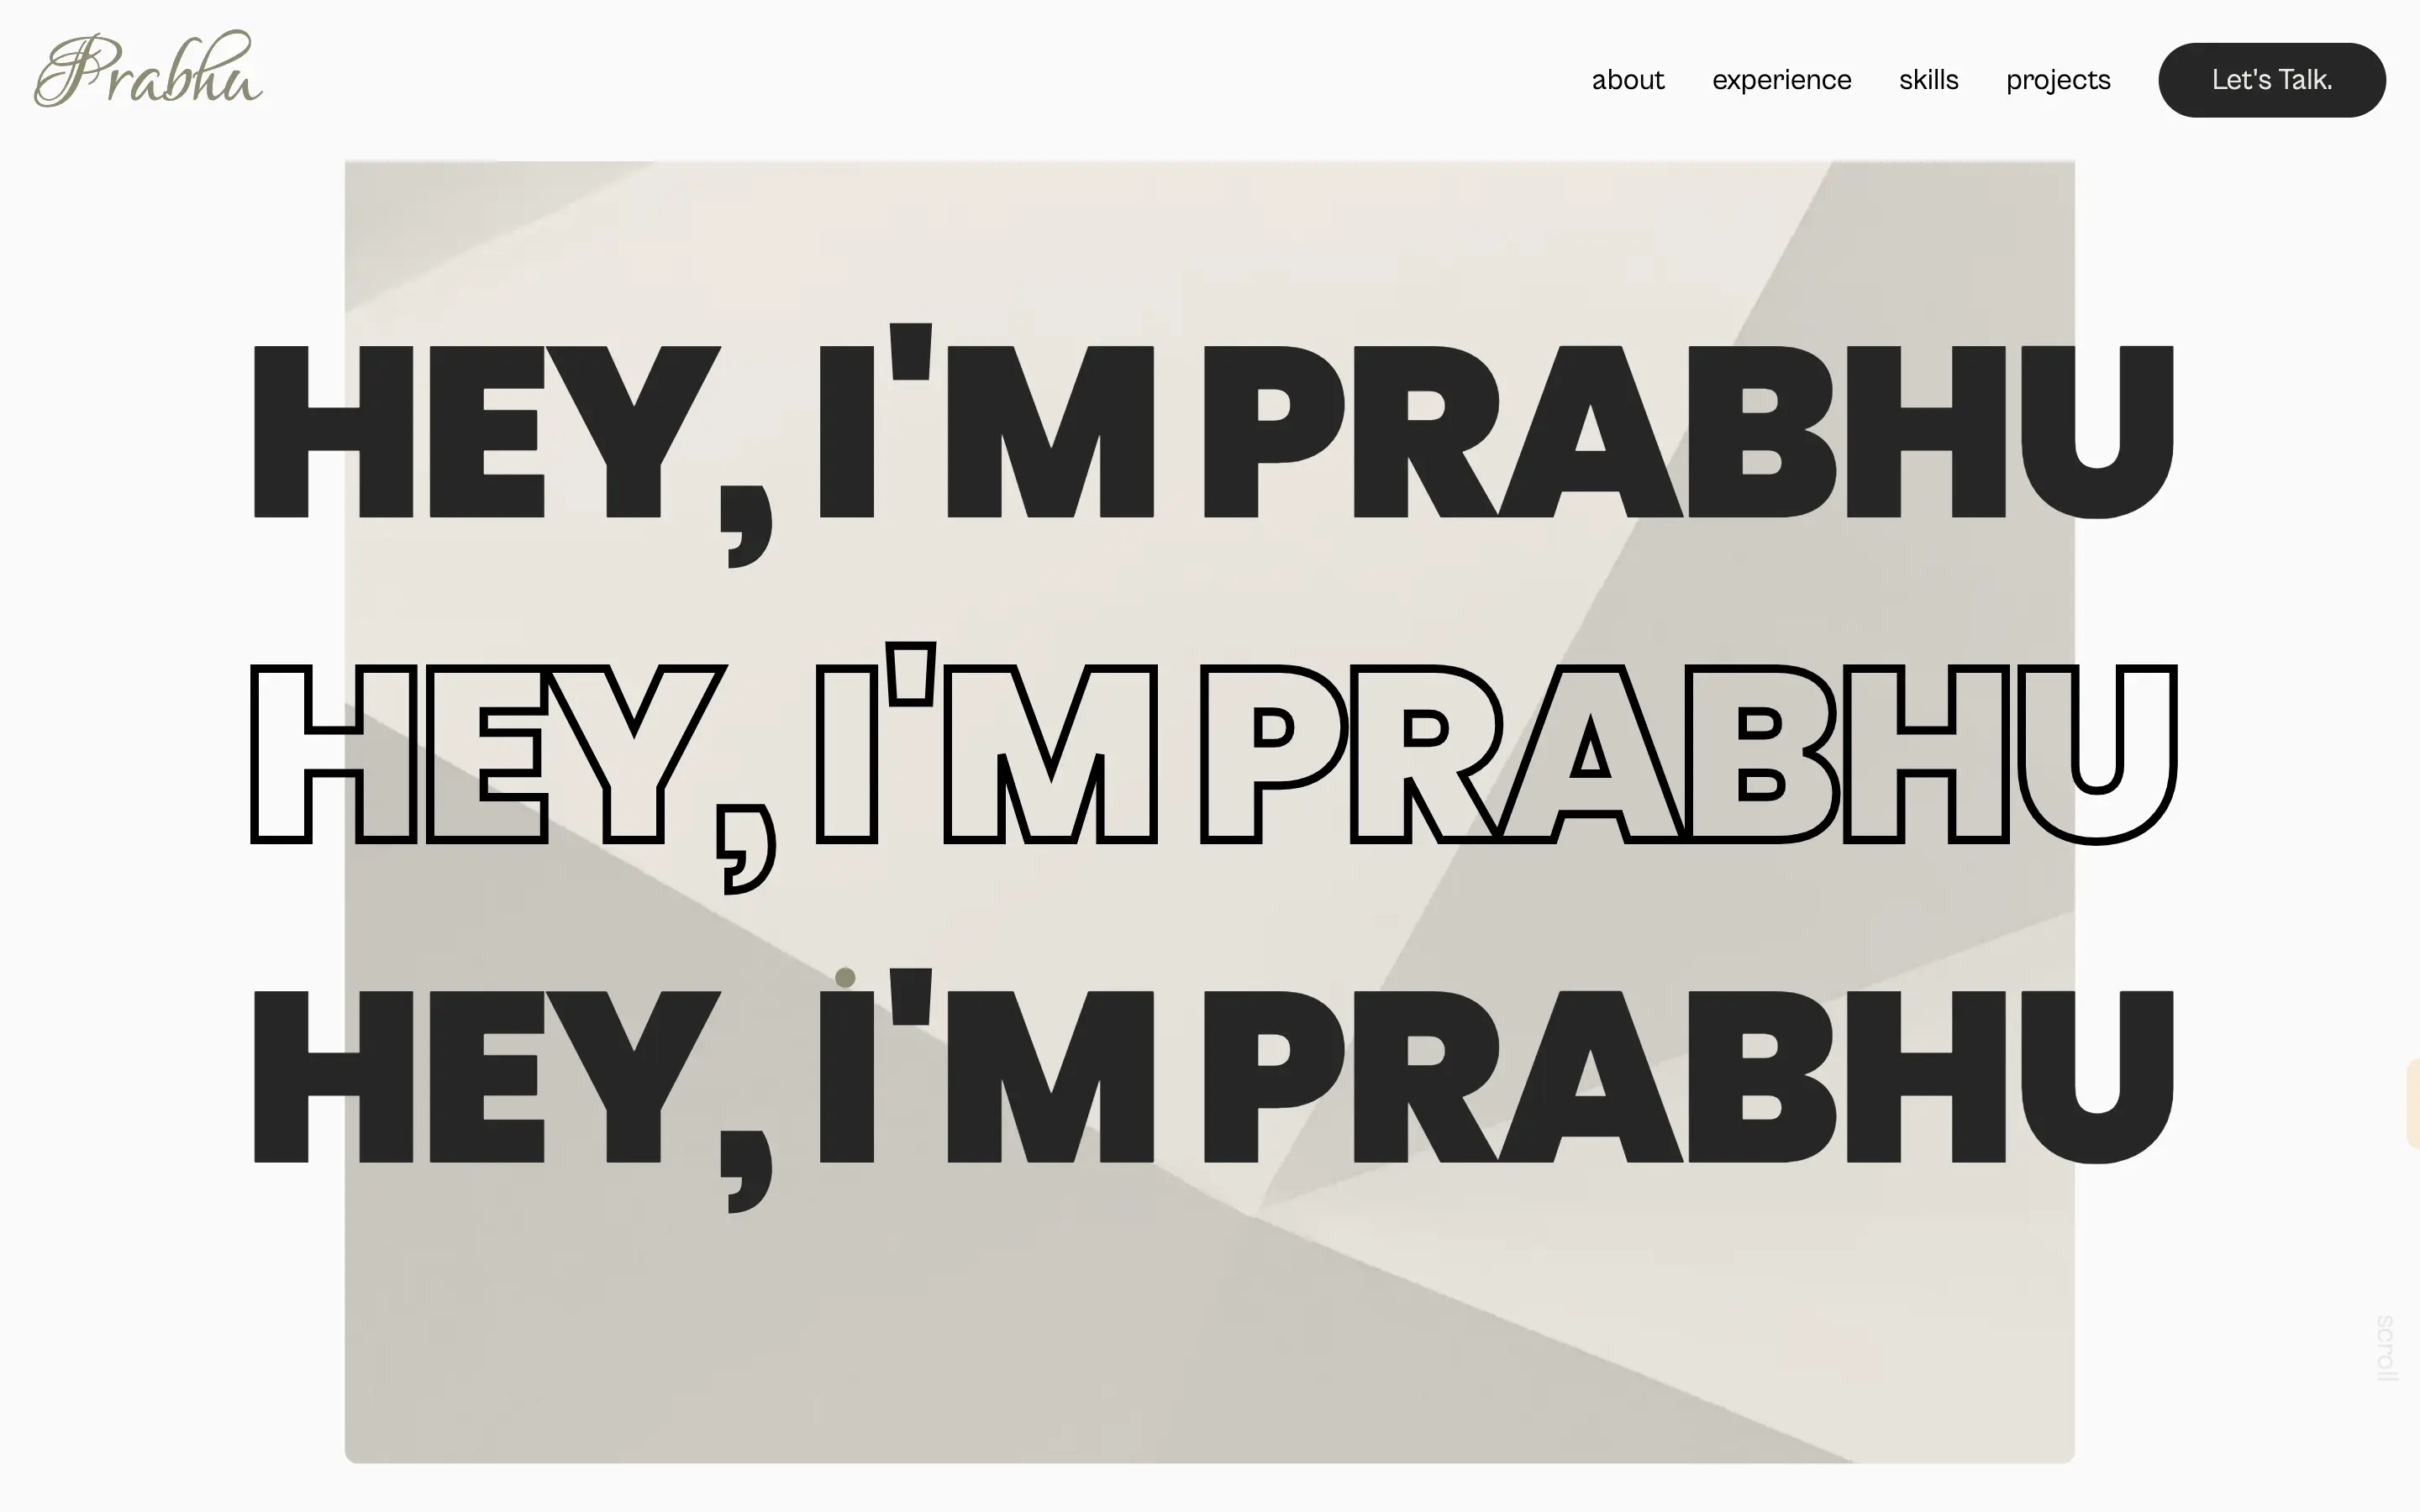 Prabhu
about experience skills projects Let's Talk.
HEY, I'M PRABHU
HEY, I'M PRABHU
HEY, I'M PRABHU
scroll